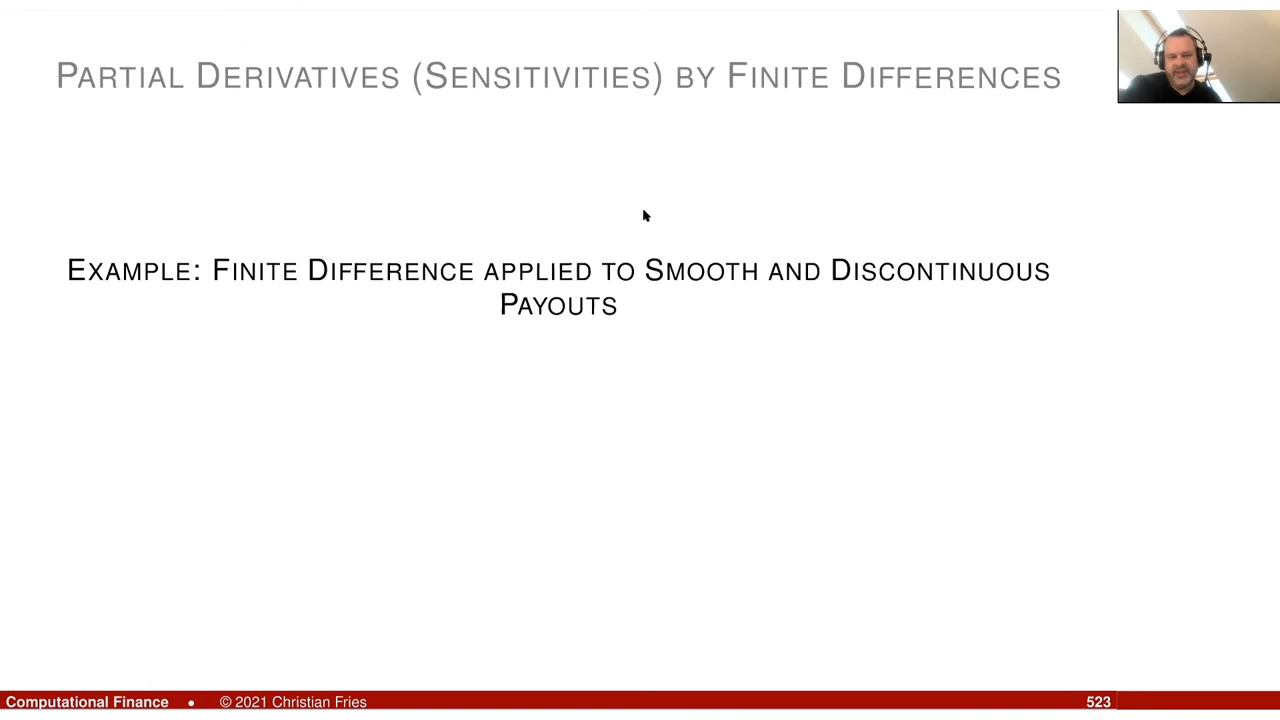 PARTIAL DERIVATIVES (SENSITIVITIES) BY FINITE DIFFERENCES
EXAMPLE: FINITE DIFFERENCE APPLIED TO SMOOTH AND DISCONTINUOUS
PAYOUTS
Computational Finance • © 2021 Christian Fries 523